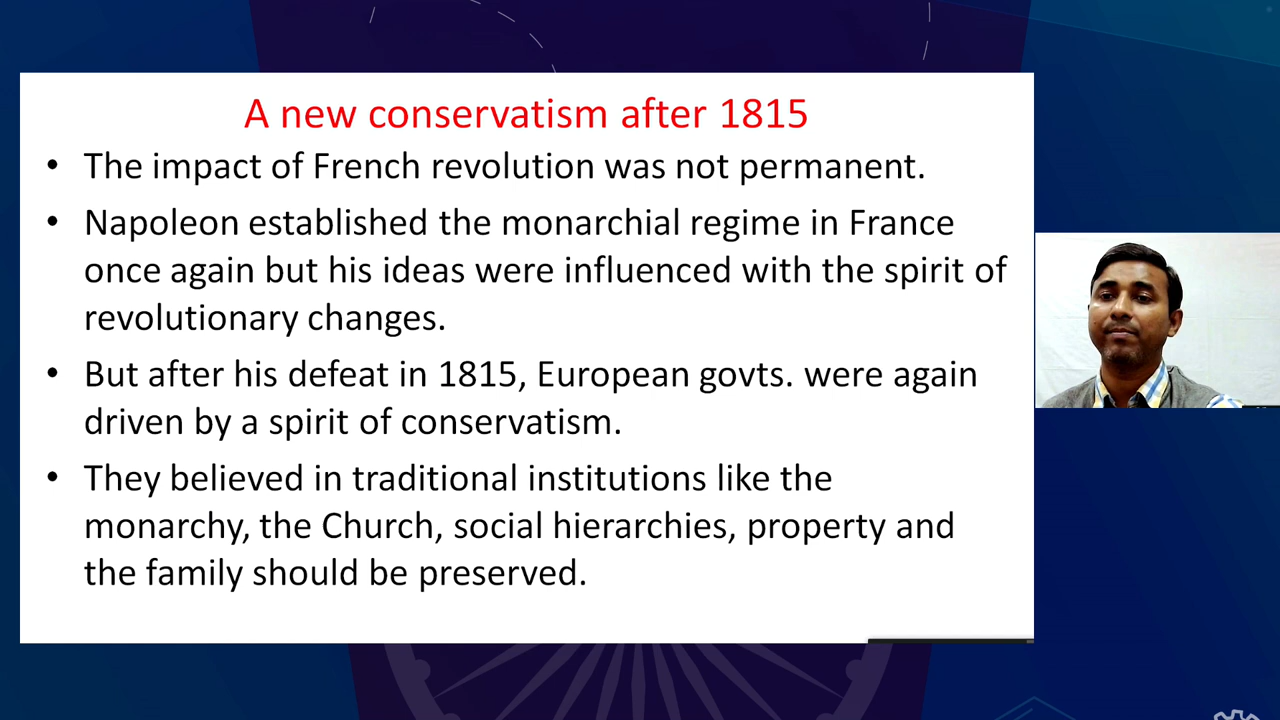 A new conservatism after 1815
• The impact of French revolution was not permanent.
• Napoleon established the monarchial regime in France
once again but his ideas were influenced with the spirit of
revolutionary changes.
• But after his defeat in 1815, European govts. were again
driven by a spirit of conservatism.
• They believed in traditional institutions like the
monarchy, the Church, social hierarchies, property and
the family should be preserved.